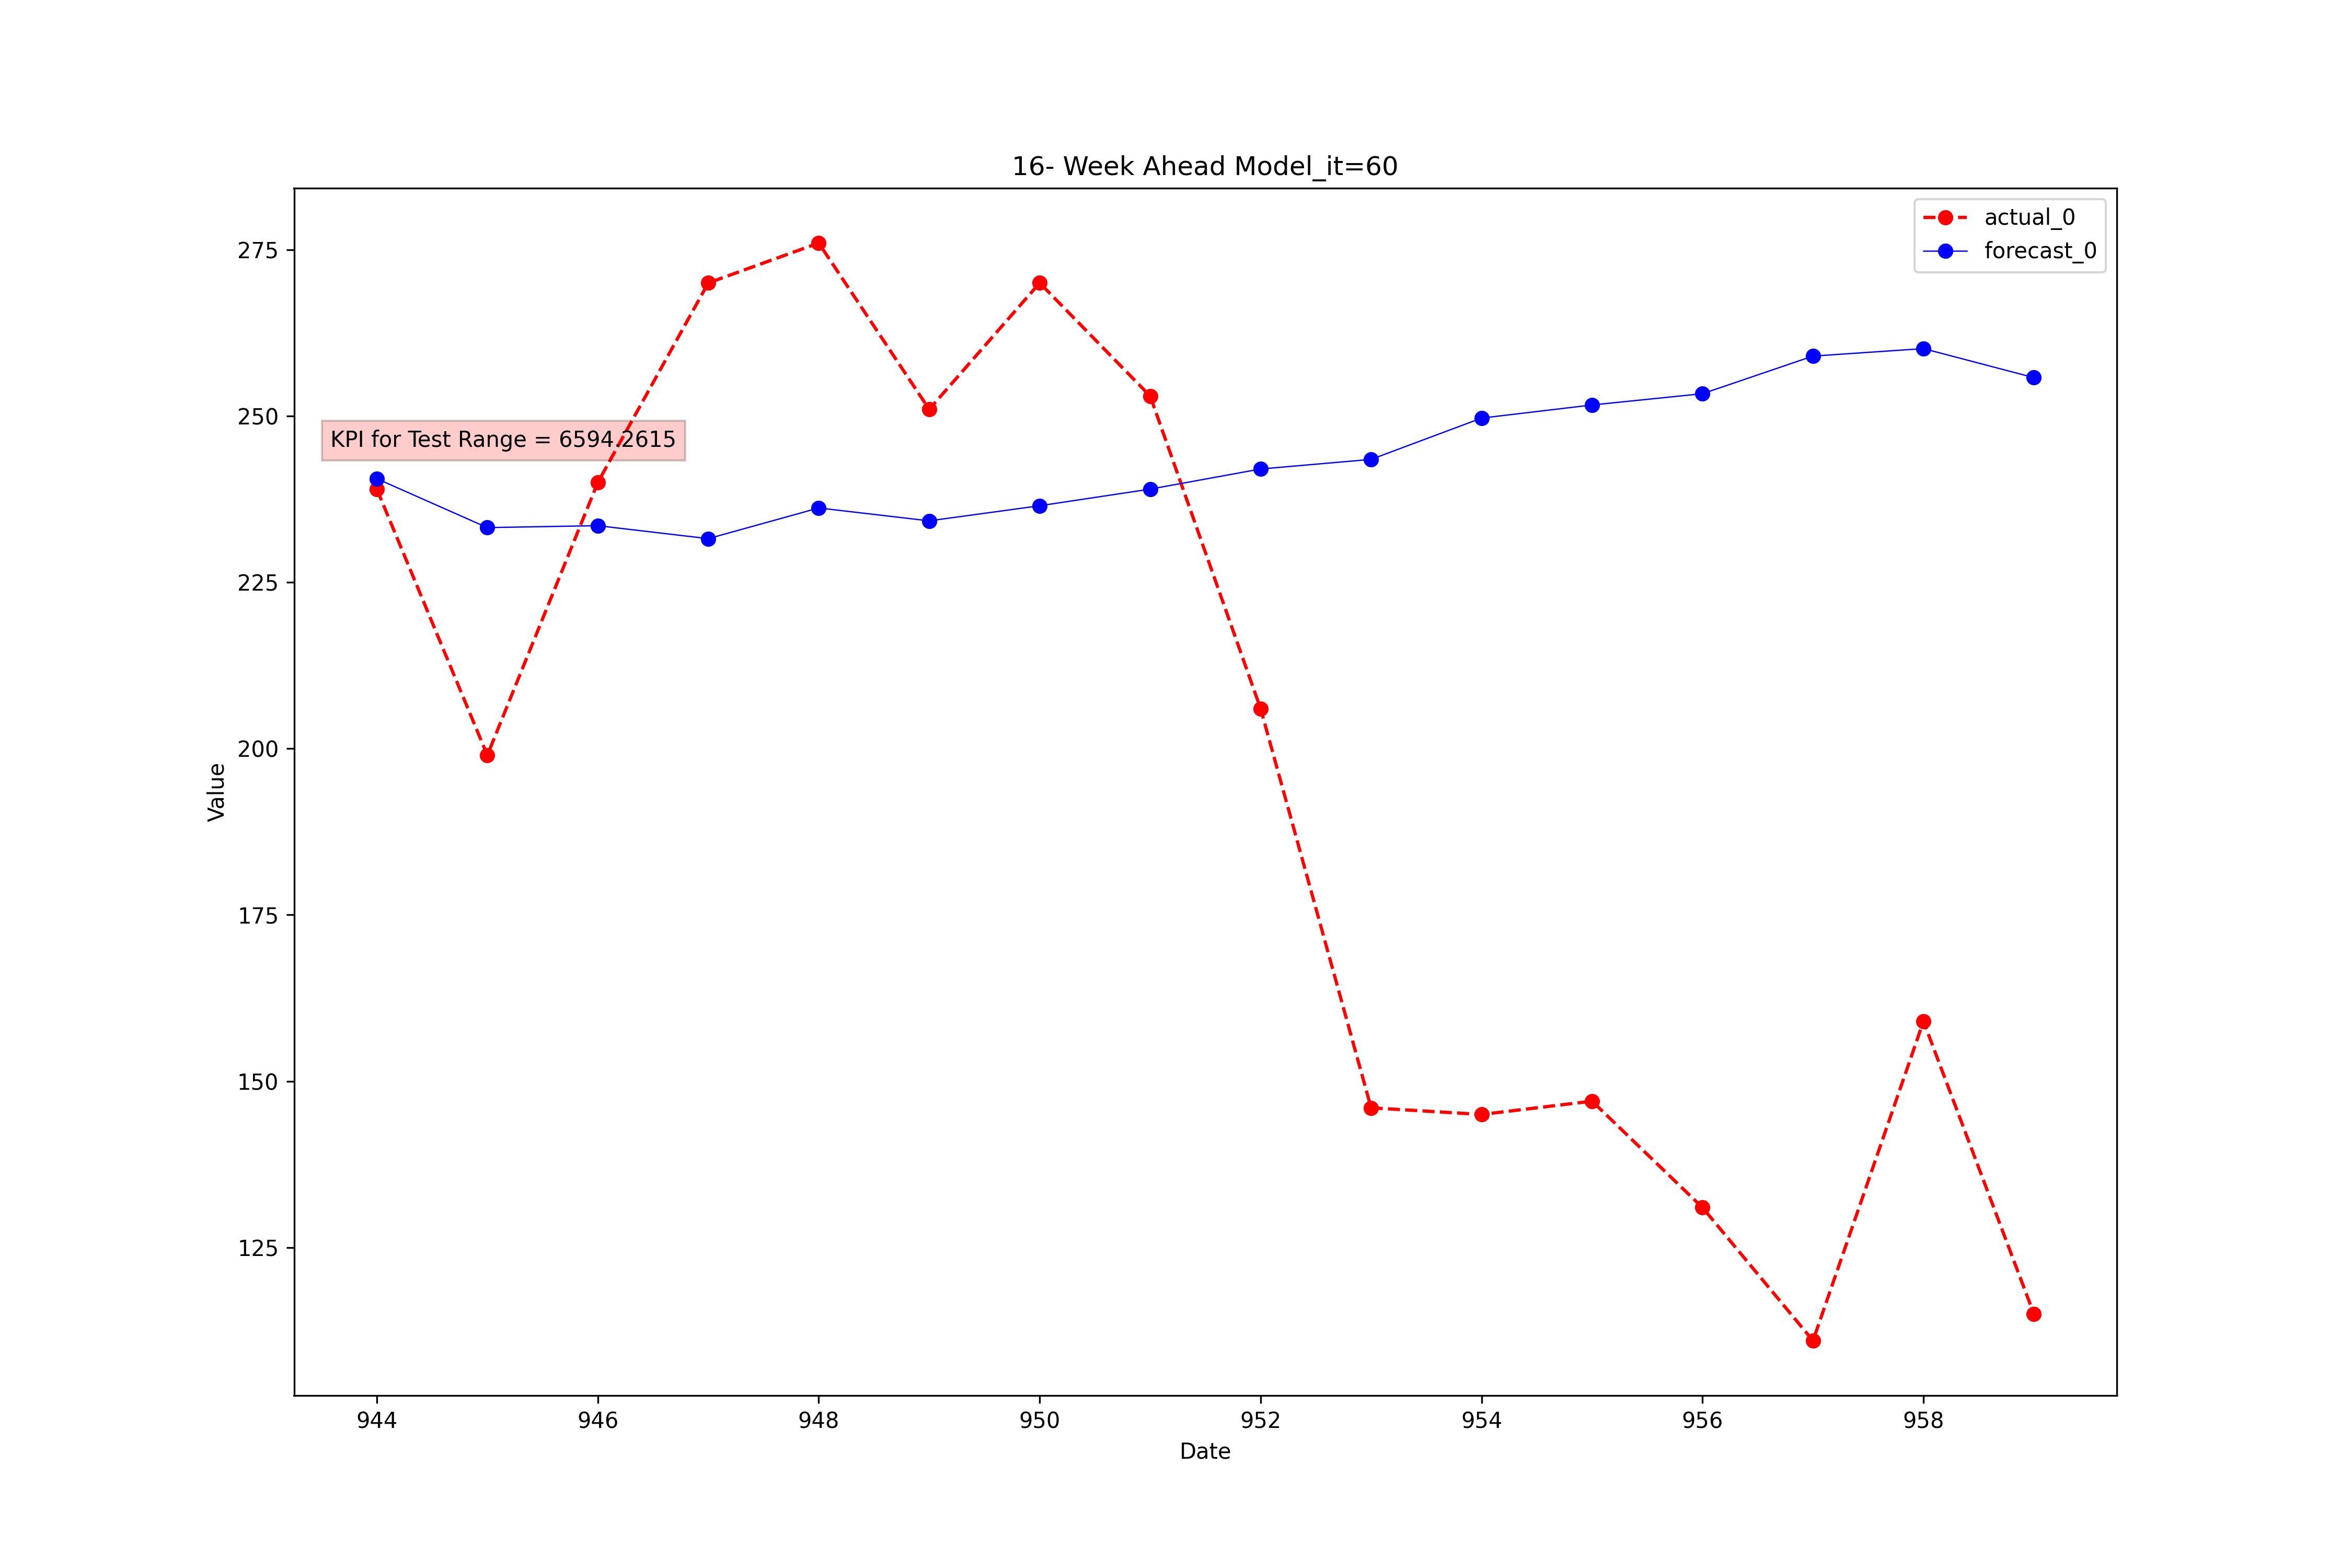 16- Week Ahead Model_it=60
actual_0
forecast_0
275
250
KPI for Test Range = 6594.2615
225
200
Value
175
150
125
944 946 948 950 952 954 956 958
Date